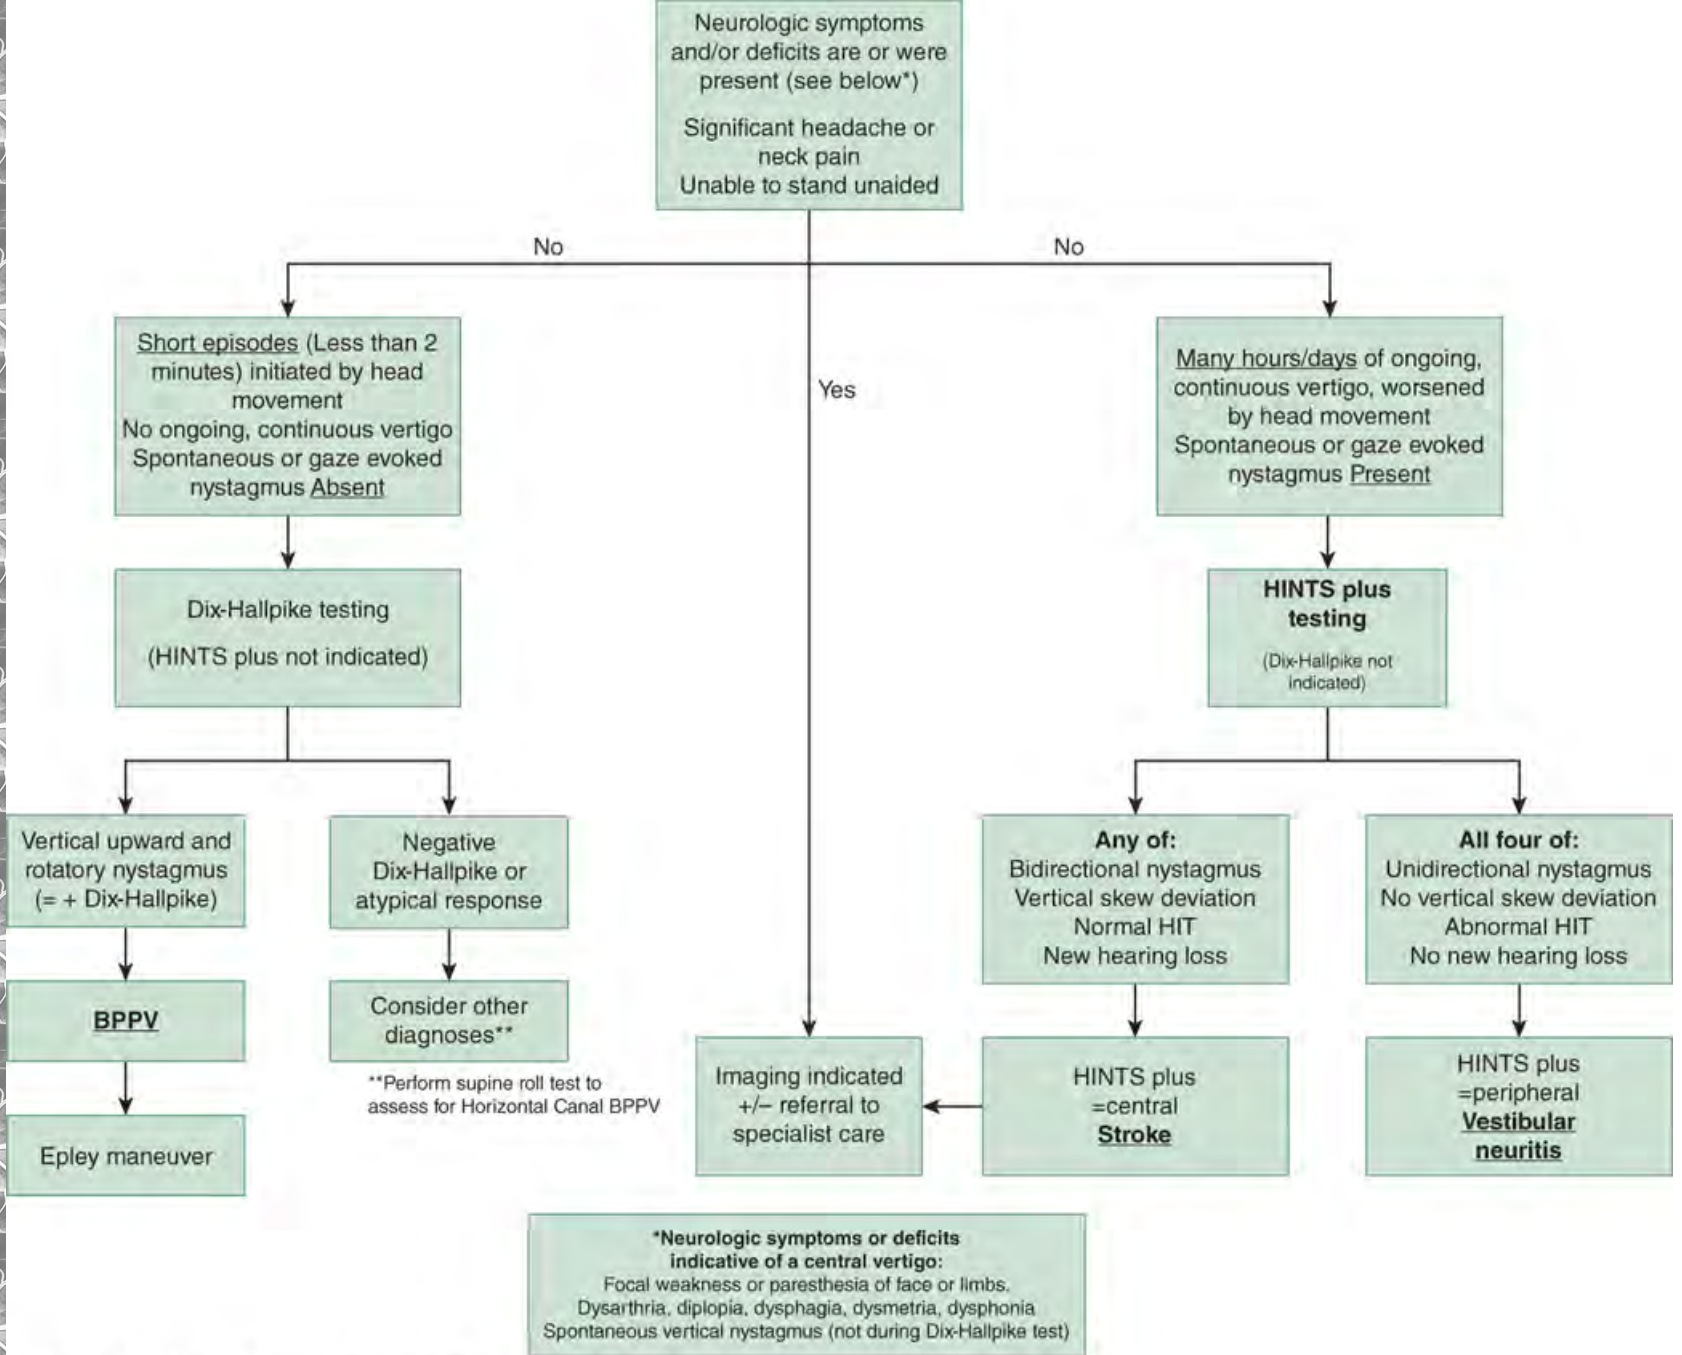 Neurologic symptoms
and/or deficits are or were
present (see below*)
Significant headache or
neck pain
Unable to stand unaided
No
No
Yes
Short episodes (Less than 2
minutes) initiated by head
movement
No ongoing, continuous vertigo
Spontaneous or gaze evoked
nystagmus Absent
Many hours/days of ongoing,
continuous vertigo, worsened
by head movement
Spontaneous or gaze evoked
nystagmus Present
Dix-Hallpike testing
(HINTS plus not indicated)
HINTS plus
testing
(Dix-Hallpike not
indicated)
Vertical upward and
rotatory nystagmus
(= + Dix-Hallpike)
Negative
Dix-Hallpike or
atypical response
Any of:
Bidirectional nystagmus
Vertical skew deviation
Normal HIT
New hearing loss
All four of:
Unidirectional nystagmus
No vertical skew deviation
Abnormal HIT
No new hearing loss
BPPV
Consider other
diagnoses**
**Perform supine roll test to
assess for Horizontal Canal BPPV
Epley maneuver
Imaging indicated
+/– referral to
specialist care
HINTS plus
=central
Stroke
HINTS plus
=peripheral
Vestibular
neuritis
*Neurologic symptoms or deficits
indicative of a central vertigo:
Focal weakness or paresthesia of face or limbs.
Dysarthria, diplopia, dysphagia, dysmetria, dysphonia
Spontaneous vertical nystagmus (not during Dix-Hallpike test)